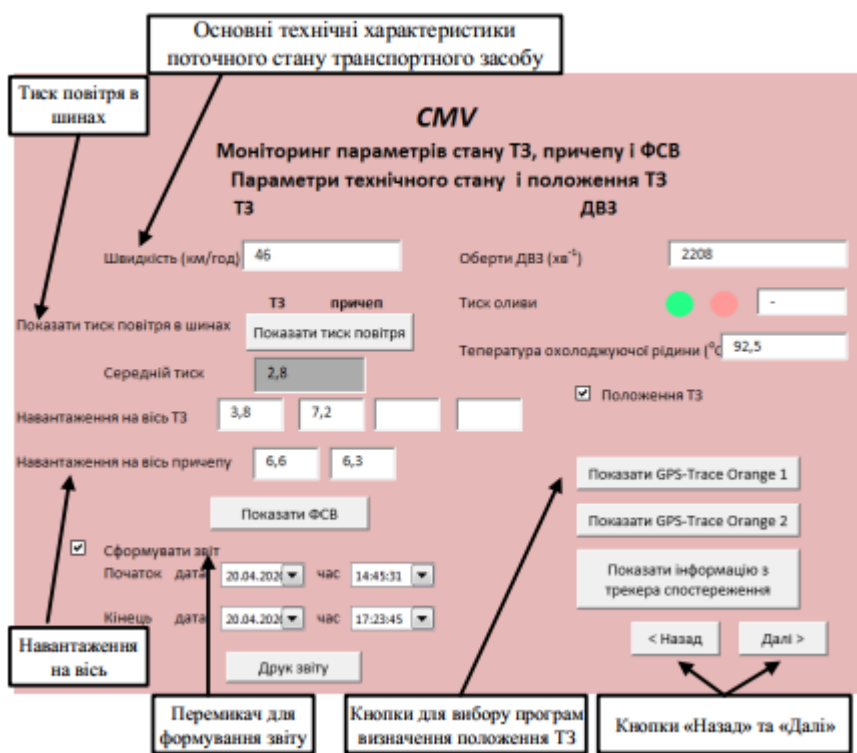 Основні технічні характеристики
поточного стану транспортного засобу
Тиск повітря в
шинах
CMV
Моніторинг параметрів стану ТЗ, причепу і ФСВ
Параметри технічного стану і положення ТЗ
ТЗ ДВЗ
Швидкість (км/год) 46 Оберти ДВЗ (хв⁻¹) 2208
ТЗ причеп Тиск оливи -
Показати тиск повітря в шинах Показати тиск повітря
Тепература охолоджуючої рідини (⁰С 92,5
Середній тиск 2,8
Положення ТЗ
Навантаження на вісь ТЗ 3,8 7,2
Навантаження на вісь причепу 6,6 6,3
Показати GPS-Trace Orange 1
Показати ФСВ Показати GPS-Trace Orange 2
Сформувати звіт
Початок дата 20.04.202 час 14:45:31
Показати інформацію з
трекера спостереження
Кінець дата 20.04.202 час 17:23:45
< Назад Далі >
Навантаження
на вісь
Друк звіту
Перемикач для
формування звіту
Кнопки для вибору програм
визначення положення ТЗ
Кнопки «Назад» та «Далі»